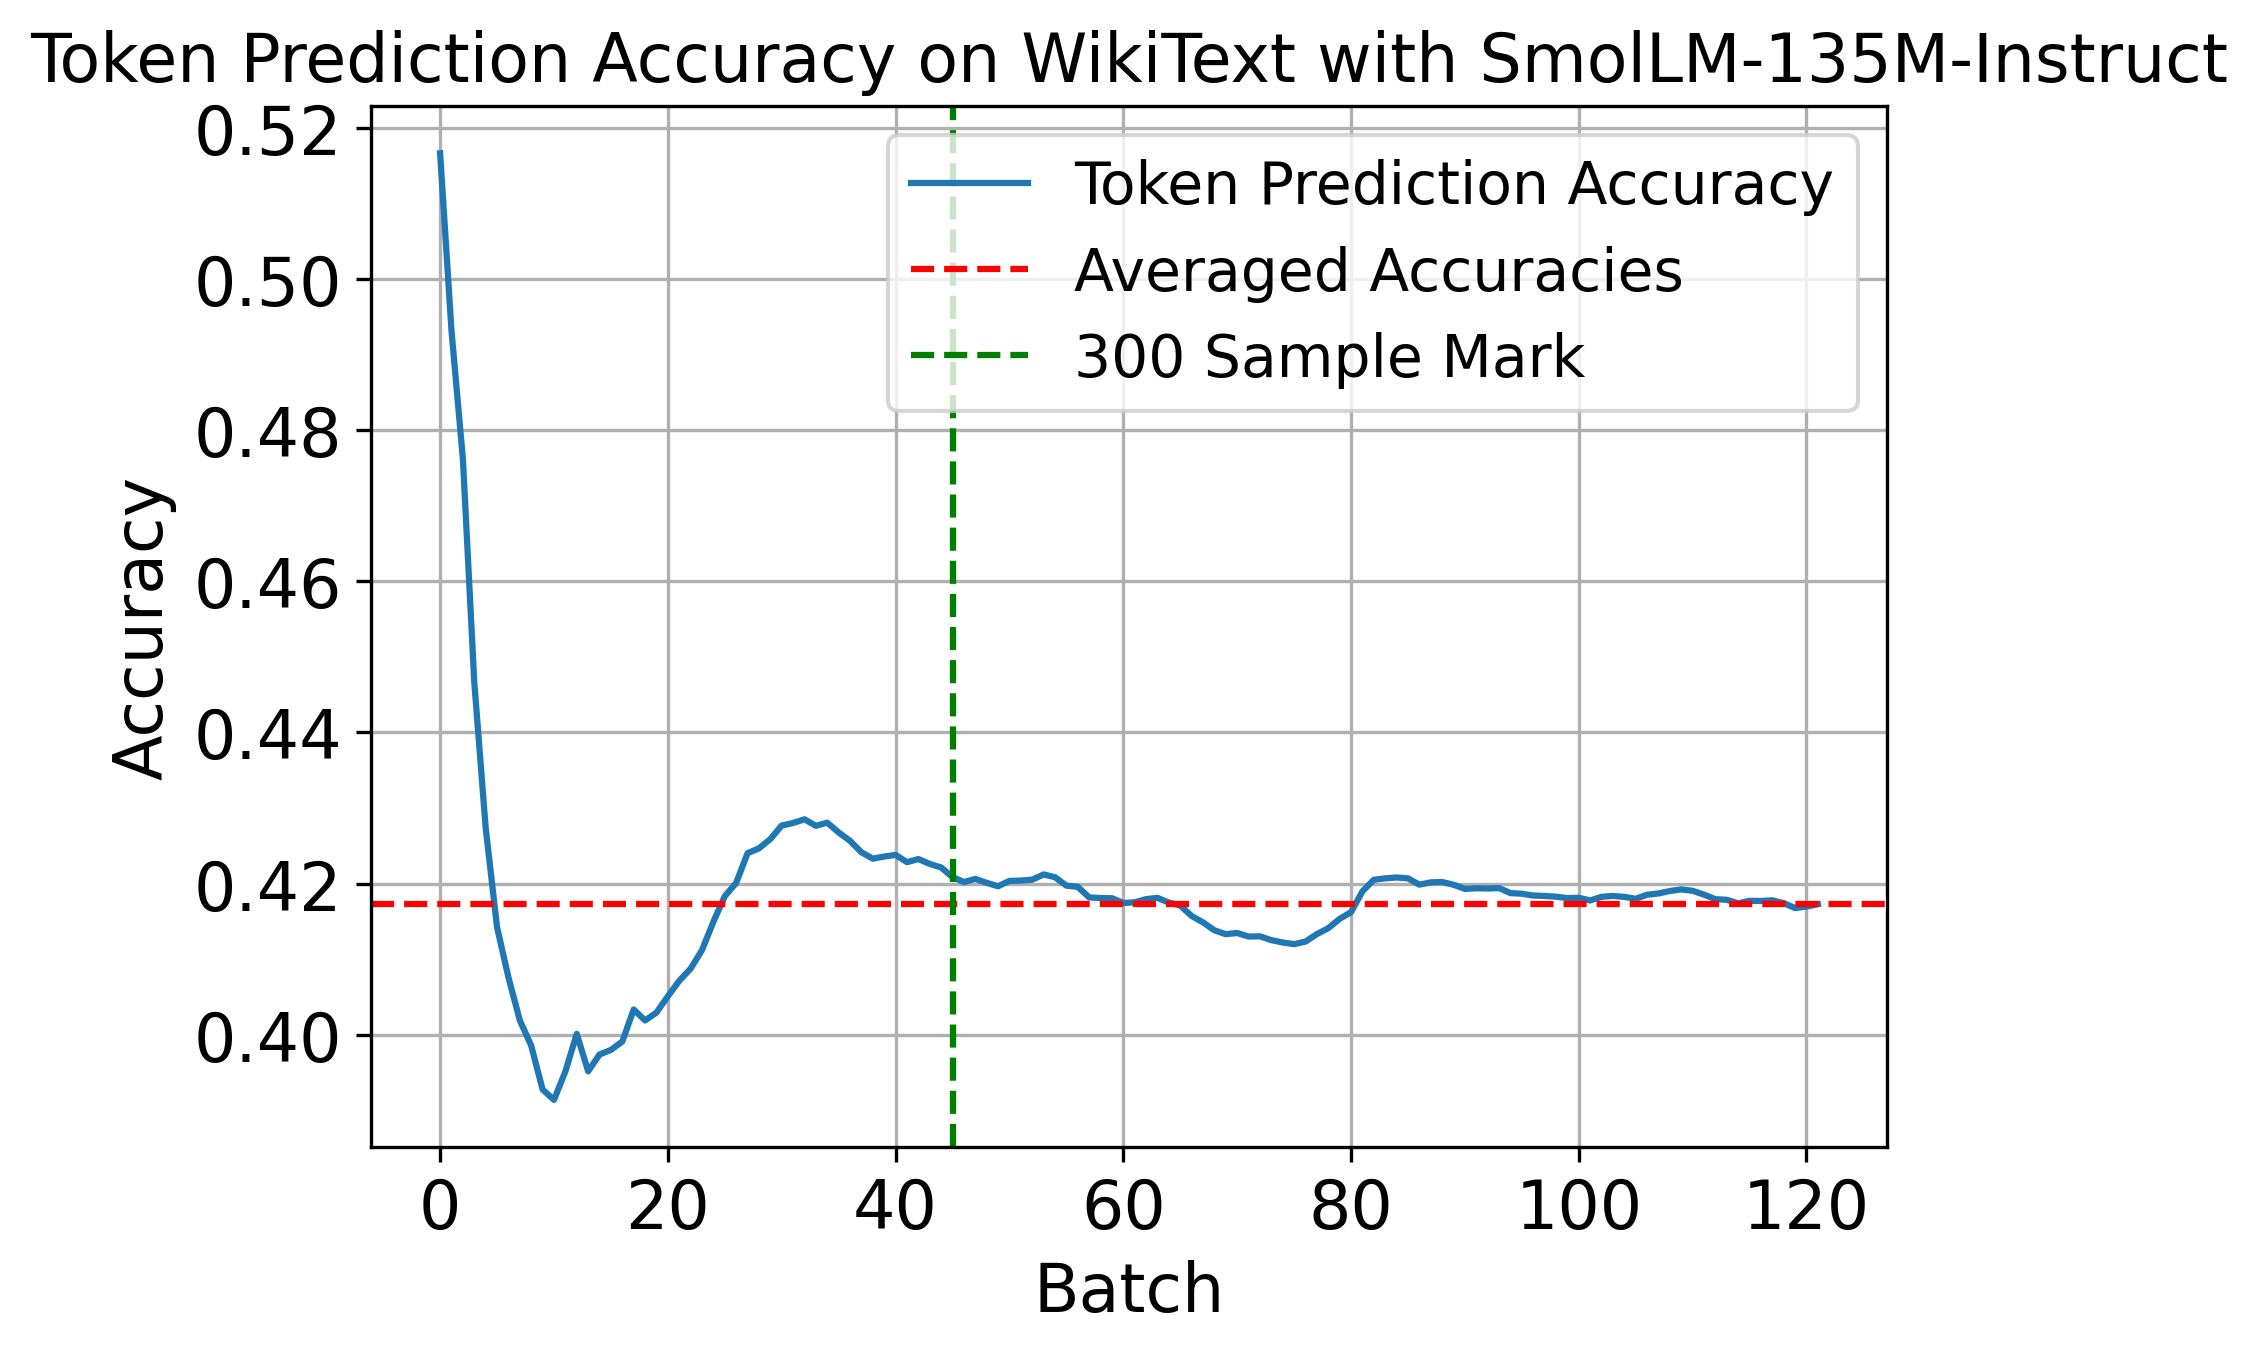 Token Prediction Accuracy on WikiText with SmolLM-135M-Instruct
Token Prediction Accuracy
Averaged Accuracies
300 Sample Mark
Accuracy
0.52
0.50
0.48
0.46
0.44
0.42
0.40
0 20 40 60 80 100 120
Batch